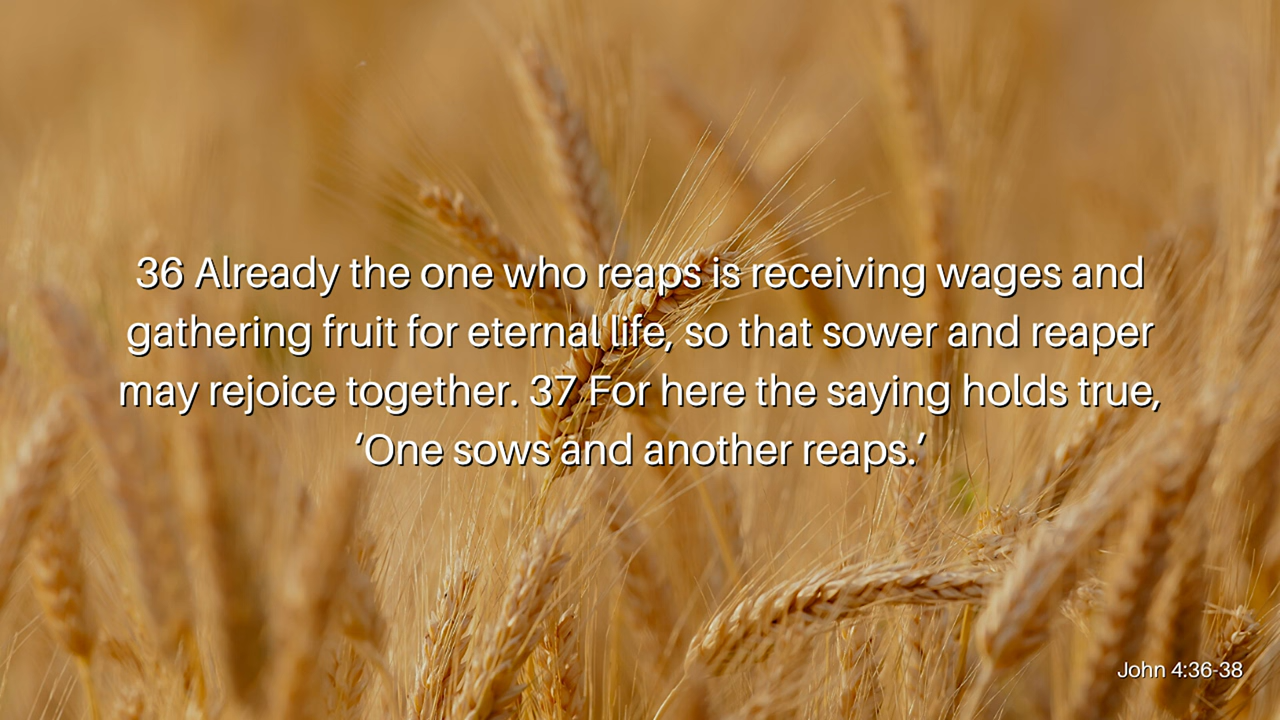 36 Already the one who reaps is receiving wages and
gathering fruit for eternal life, so that sower and reaper
may rejoice together. 37 For here the saying holds true,
‘One sows and another reaps.’
John 4:36-38